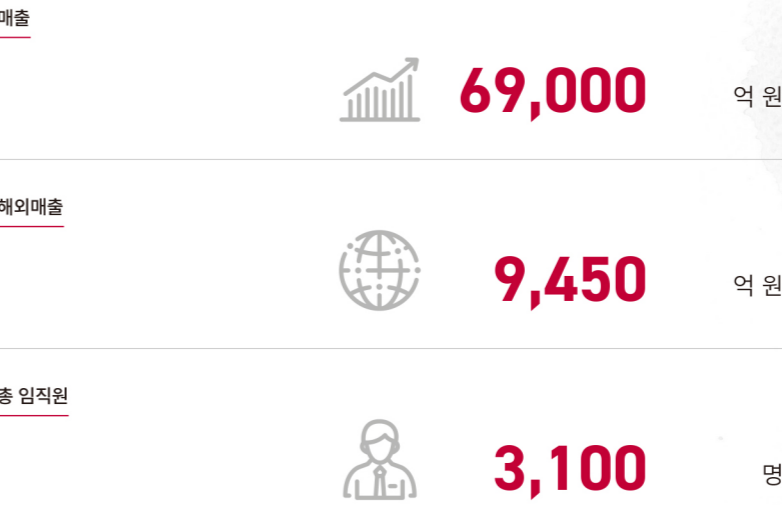 매출
69,000 억 원
해외매출
9,450 억 원
총 임직원
3,100 명